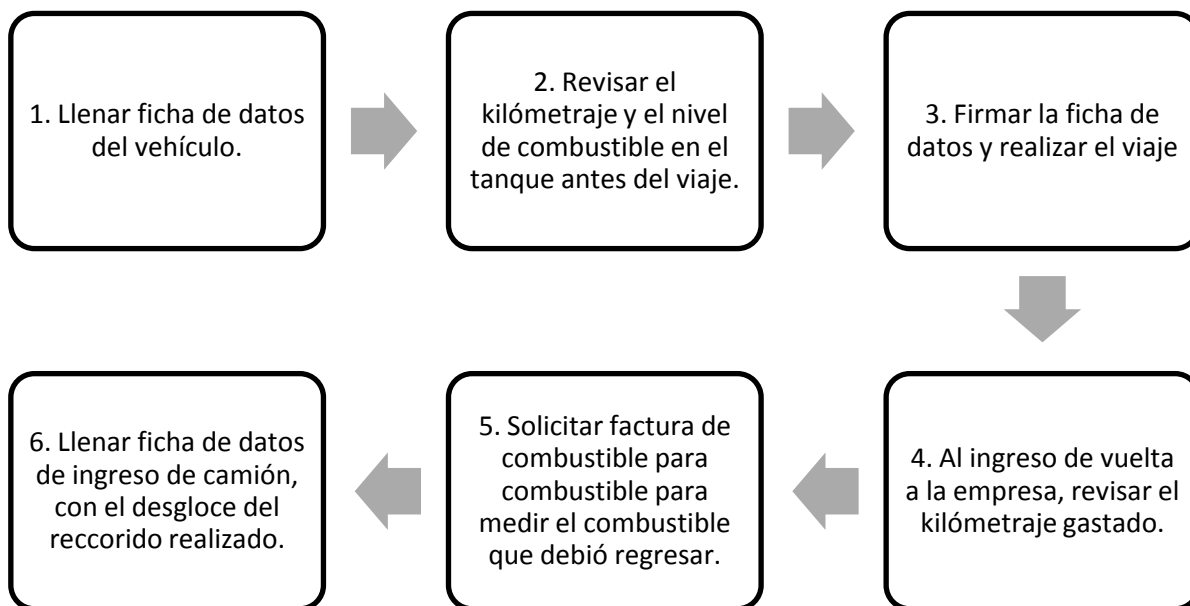 1. Llenar ficha de datos
del vehículo.
2. Revisar el
kilómetraje y el nivel
de combustible en el
tanque antes del viaje.
3. Firmar la ficha de
datos y realizar el viaje
4. Al ingreso de vuelta
a la empresa, revisar el
kilómetraje gastado.
5. Solicitar factura de
combustible para
combustible para
medir el combustible
que debió regresar.
6. Llenar ficha de datos
de ingreso de camión,
con el desgloce del
reccorido realizado.